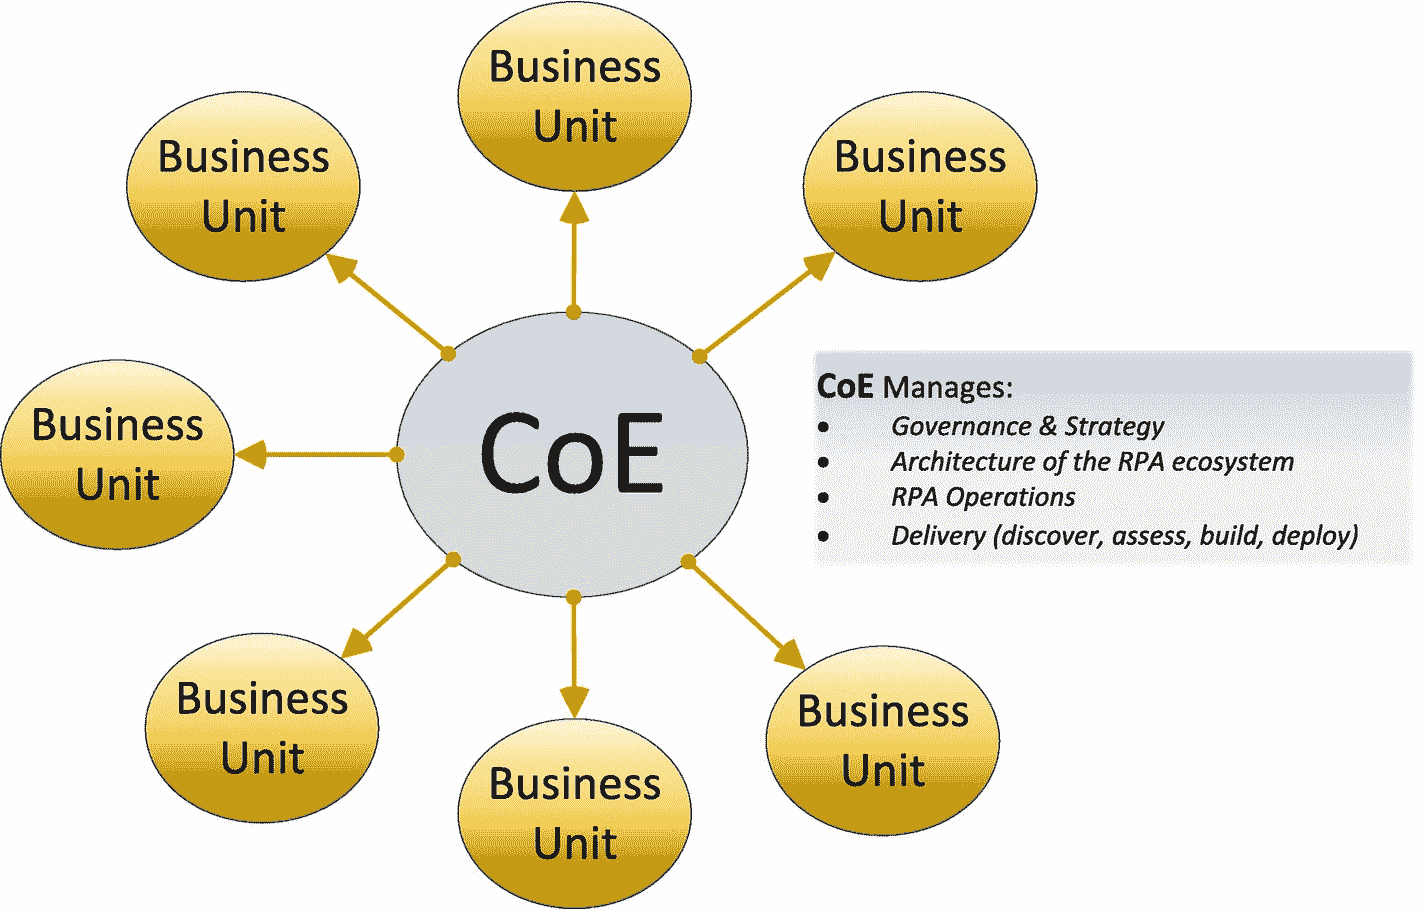 Business
Unit
Business
Unit
Business
Unit
Business
Unit
CoE
CoE Manages:
• Governance & Strategy
• Architecture of the RPA ecosystem
• RPA Operations
• Delivery (discover, assess, build, deploy)
Business
Unit
Business
Unit
Business
Unit